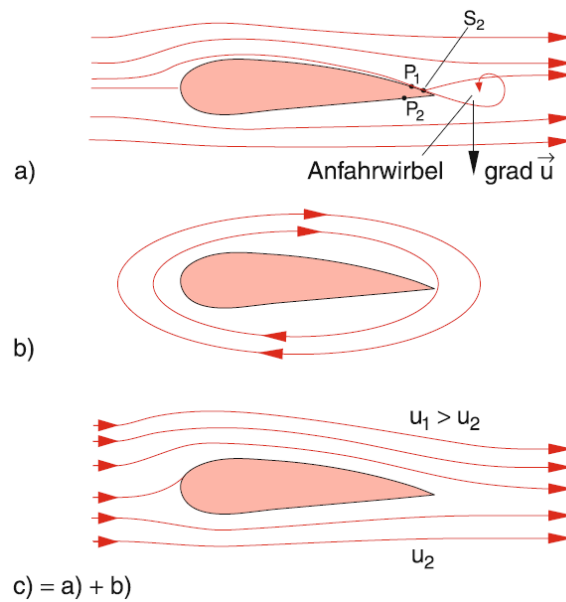 a)
S₂
P₁
P₂
Anfahrwirbel
grad u⃗
b)
u₁ > u₂
u₂
c) = a) + b)